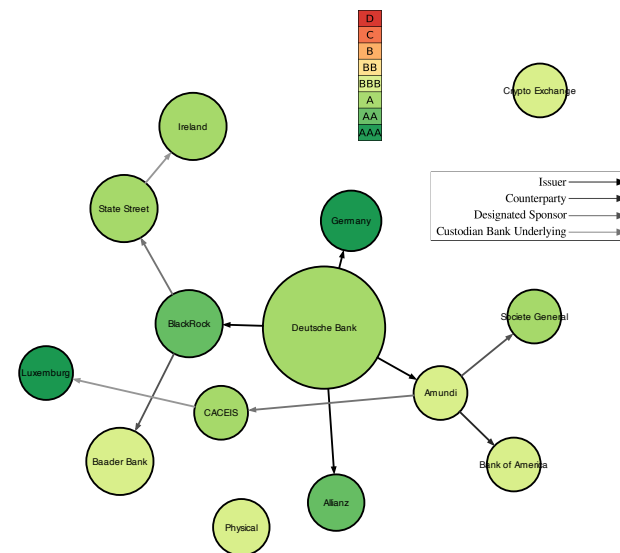 D
C
B
BB
BBB
A
AA
AAA
Crypto Exchange
Ireland
Issuer
Counterparty
Designated Sponsor
Custodian Bank Underlying
State Street
Germany
BlackRock
Deutsche Bank
Societe General
Luxemburg
CACEIS
Amundi
Baader Bank
Bank of America
Allianz
Physical